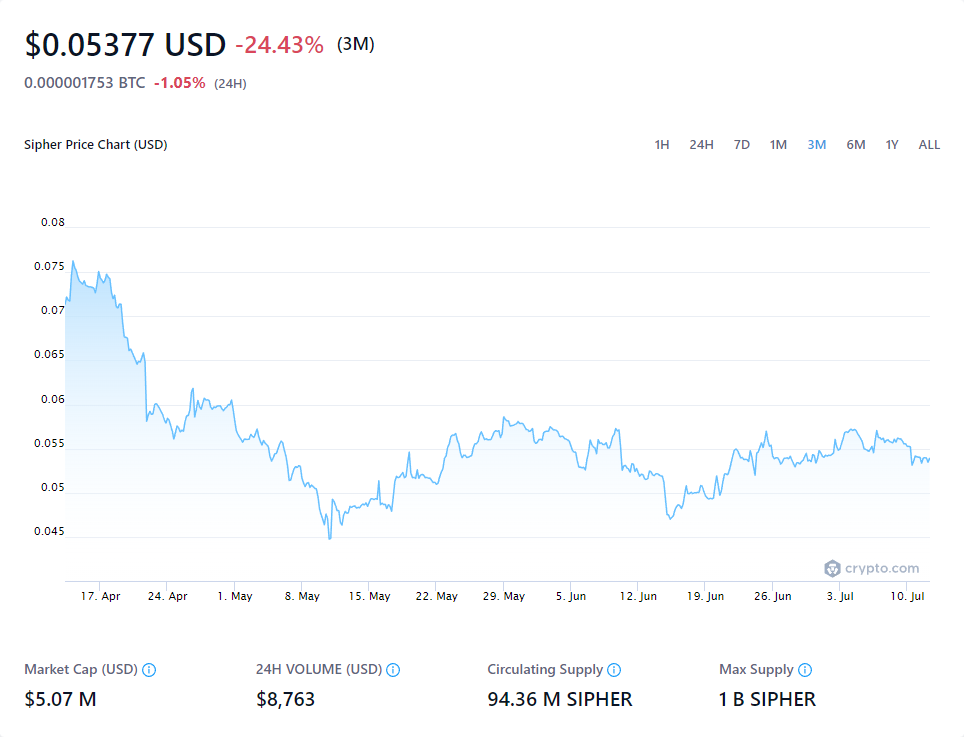 $0.05377 USD -24.43% (3M)
0.000001753 BTC -1.05% (24H)
Sipher Price Chart (USD) 1H 24H 7D 1M 3M 6M 1Y ALL
0.08
0.075
0.07
0.065
0.06
0.055
0.05
0.045
crypto.com
17. Apr 24. Apr 1. May 8. May 15. May 22. May 29. May 5. Jun 12. Jun 19. Jun 26. Jun 3. Jul 10. Jul
Market Cap (USD) 24H VOLUME (USD) Circulating Supply Max Supply
$5.07 M $8,763 94.36 M SIPHER 1 B SIPHER